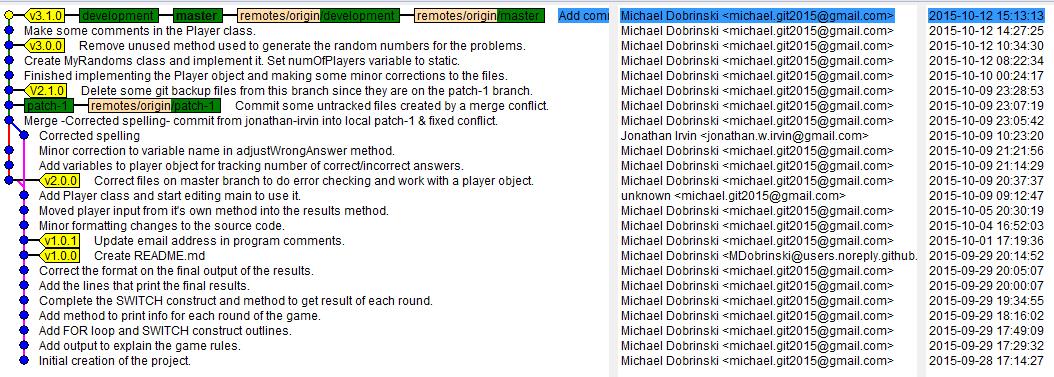 v3.1.0 development master remotes/origin/development remotes/origin/master Add com Michael Dobrinski <michael.git2015@gmail.com> 2015-10-12 15:13:13
Make some comments in the Player class. Michael Dobrinski <michael.git2015@gmail.com> 2015-10-12 14:27:25
v3.0.0 Remove unused method used to generate the random numbers for the problems. Michael Dobrinski <michael.git2015@gmail.com> 2015-10-12 10:34:30
Create MyRandoms class and implement it. Set numOfPlayers variable to static. Michael Dobrinski <michael.git2015@gmail.com> 2015-10-12 08:22:34
Finished implementing the Player object and making some minor corrections to the files. Michael Dobrinski <michael.git2015@gmail.com> 2015-10-10 00:24:17
V2.1.0 Delete some git backup files from this branch since they are on the patch-1 branch. Michael Dobrinski <michael.git2015@gmail.com> 2015-10-09 23:28:53
patch-1 remotes/origin/patch-1 Commit some untracked files created by a merge conflict. Michael Dobrinski <michael.git2015@gmail.com> 2015-10-09 23:07:19
Merge -Corrected spelling- commit from jonathan-irvin into local patch-1 & fixed conflict. Michael Dobrinski <michael.git2015@gmail.com> 2015-10-09 23:05:42
Corrected spelling Jonathan Irvin <jonathan.w.irvin@gmail.com> 2015-10-09 10:23:20
Minor correction to variable name in adjustWrongAnswer method. Michael Dobrinski <michael.git2015@gmail.com> 2015-10-09 21:21:56
Add variables to player object for tracking number of correct/incorrect answers. Michael Dobrinski <michael.git2015@gmail.com> 2015-10-09 21:14:29
v2.0.0 Correct files on master branch to do error checking and work with a player object. Michael Dobrinski <michael.git2015@gmail.com> 2015-10-09 20:37:37
Add Player class and start editing main to use it. unknown <michael.git2015@gmail.com> 2015-10-09 09:12:47
Moved player input from it's own method into the results method. Michael Dobrinski <michael.git2015@gmail.com> 2015-10-05 20:30:19
Minor formatting changes to the source code. Michael Dobrinski <michael.git2015@gmail.com> 2015-10-04 16:52:03
v1.0.1 Update email address in program comments. Michael Dobrinski <michael.git2015@gmail.com> 2015-10-01 17:19:36
v1.0.0 Create README.md Michael Dobrinski <MDobrinski@users.noreply.github. 2015-09-29 20:14:52
Correct the format on the final output of the results. Michael Dobrinski <michael.git2015@gmail.com> 2015-09-29 20:05:07
Add the lines that print the final results. Michael Dobrinski <michael.git2015@gmail.com> 2015-09-29 20:00:07
Complete the SWITCH construct and method to get result of each round. Michael Dobrinski <michael.git2015@gmail.com> 2015-09-29 19:34:55
Add method to print info for each round of the game. Michael Dobrinski <michael.git2015@gmail.com> 2015-09-29 18:16:02
Add FOR loop and SWITCH construct outlines. Michael Dobrinski <michael.git2015@gmail.com> 2015-09-29 17:49:09
Add output to explain the game rules. Michael Dobrinski <michael.git2015@gmail.com> 2015-09-29 17:29:32
Initial creation of the project. Michael Dobrinski <michael.git2015@gmail.com> 2015-09-28 17:14:27